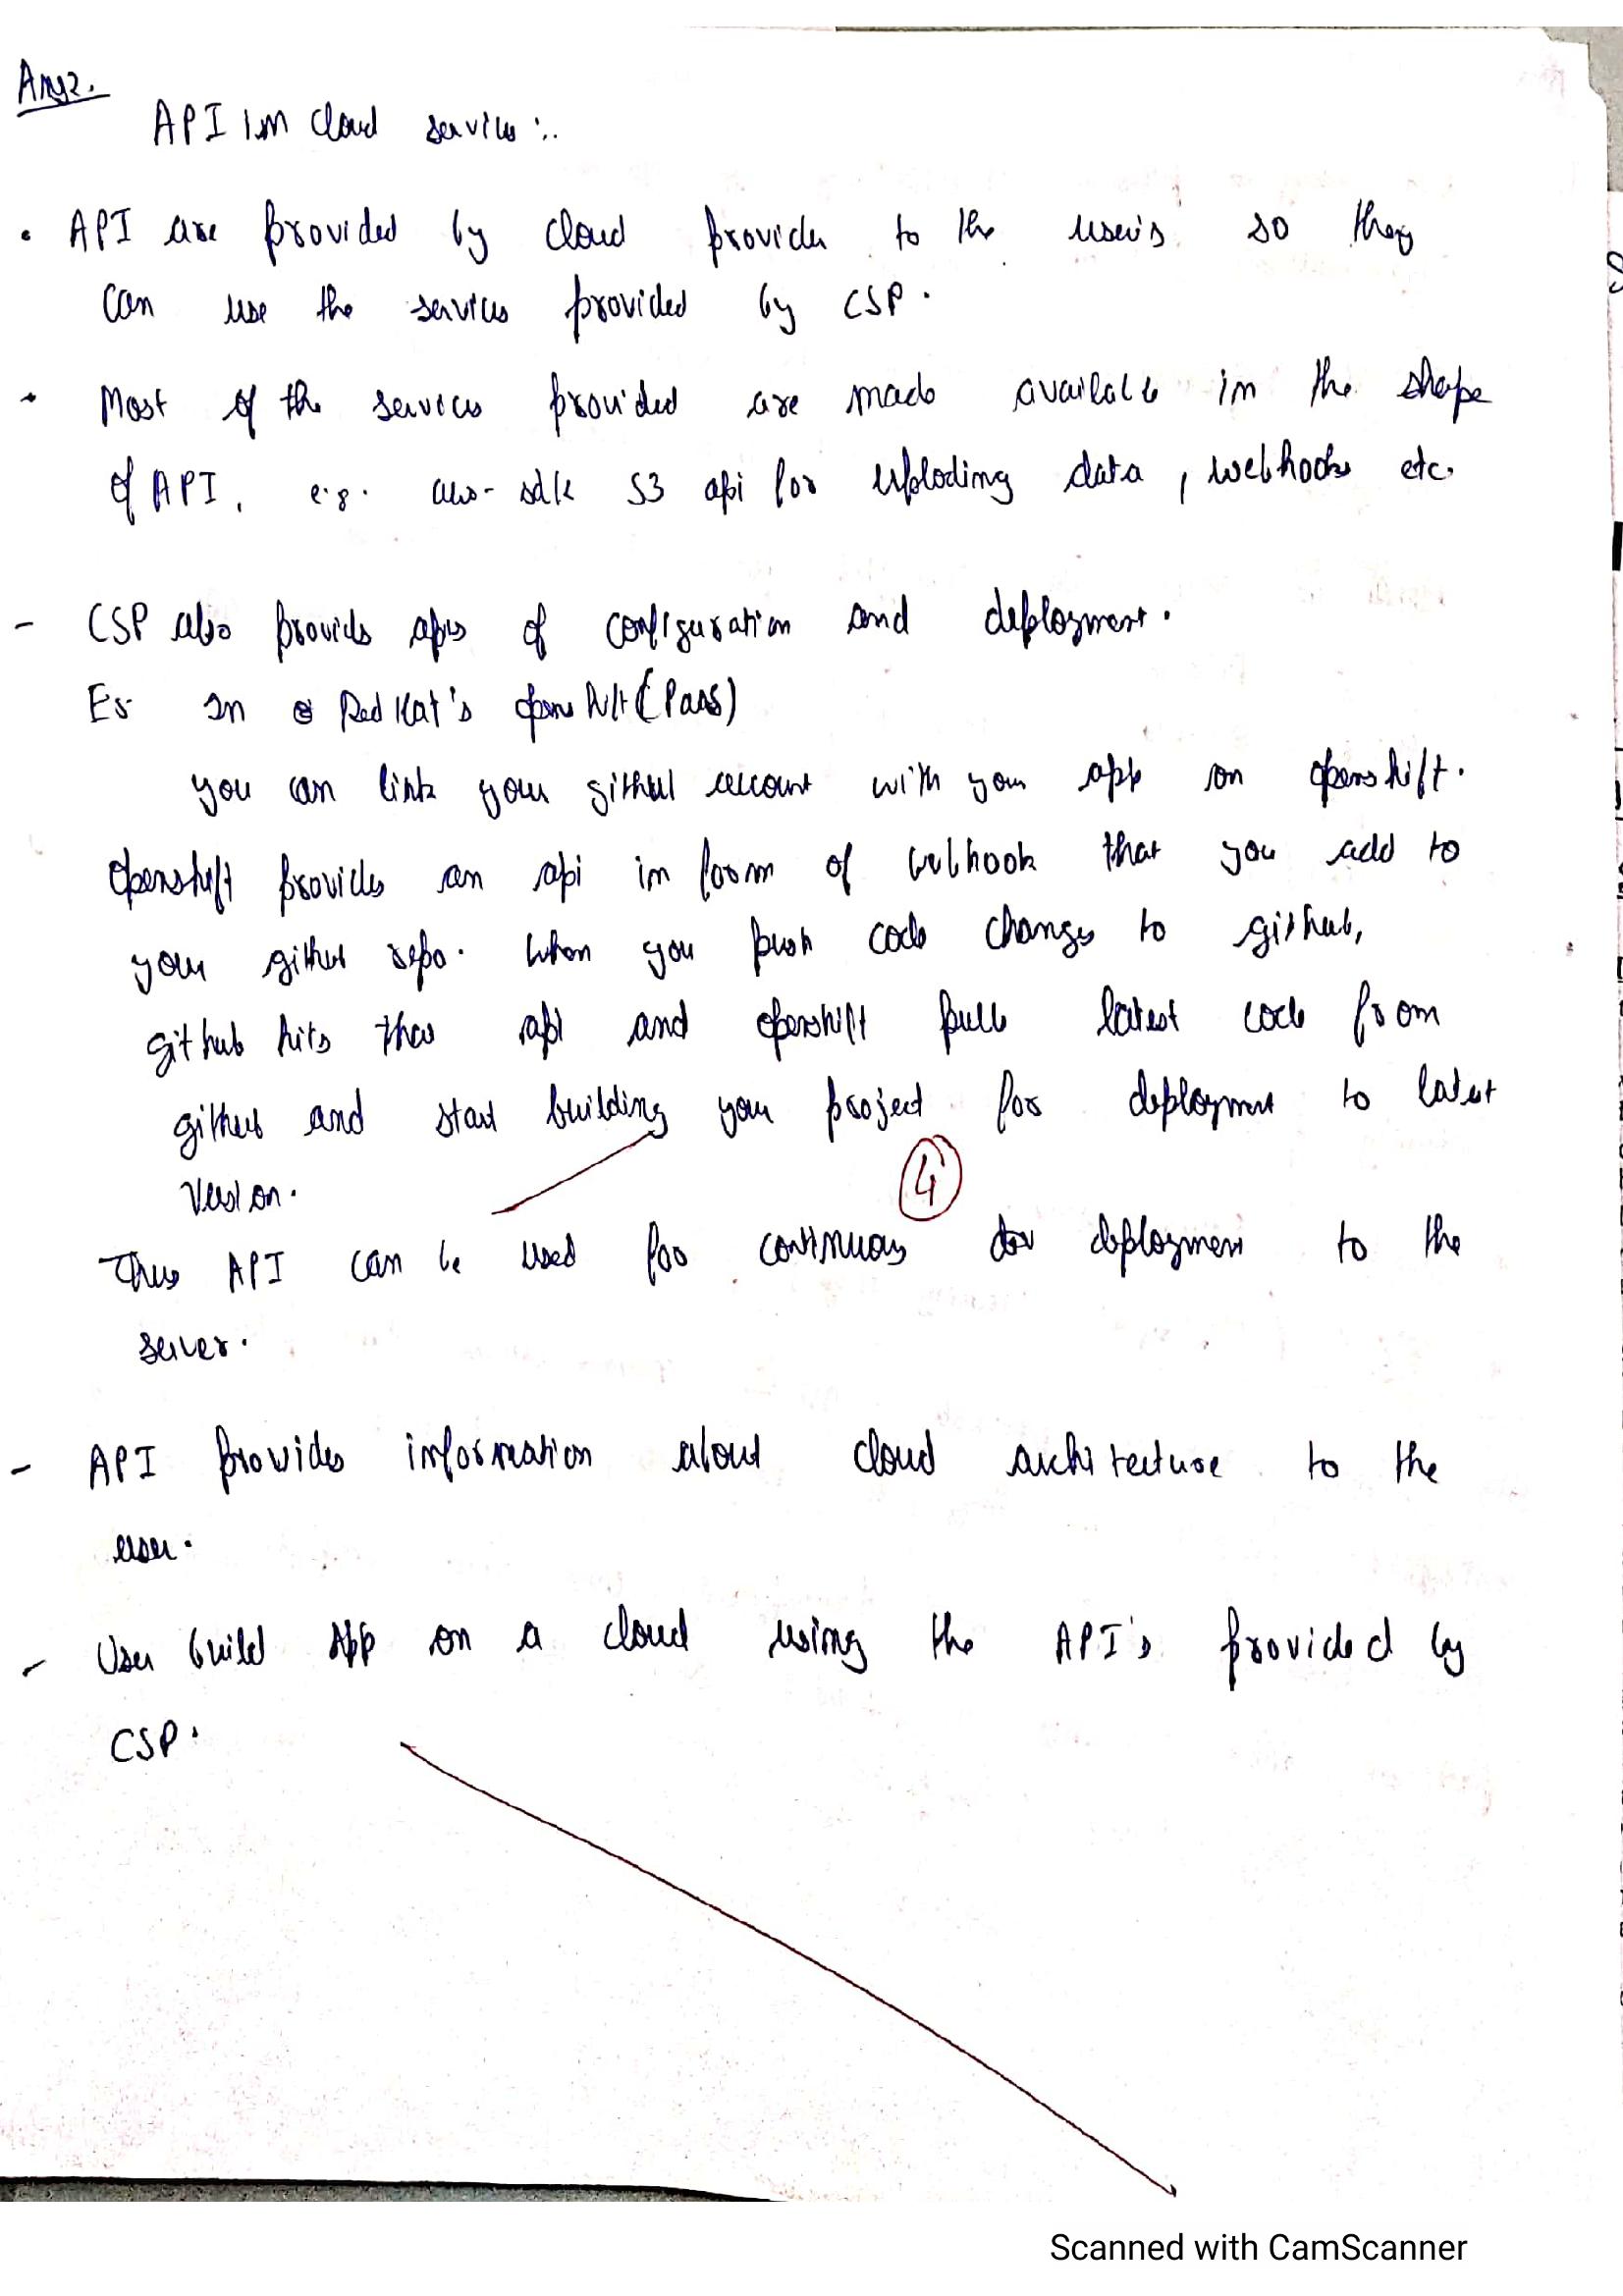 Ans2.
API in cloud service :.
• API are provided by cloud provider to the user's so they
can use the services provided by CSP.
• Most of the services provided are made available in the shape
of API, e.g. aws-sdk S3 api for uploding data, webhooks etc.
- CSP also provids apis of configuration and deployment.
Eg In Red Hat's openshift (PaaS)
you can link your github account with your app on openshift.
Openshift provides an api in form of webhook that you add to
your github repo. When you push code changes to github,
github hits the api and openshift pulls latest code from
github and start building your project for deployment to latest
version.
4
Thus API can be used for continuous deployment to the
server.
- API provides information about cloud architecture to the
user.
- User build App on a cloud using the API's provided by
CSP.
Scanned with CamScanner